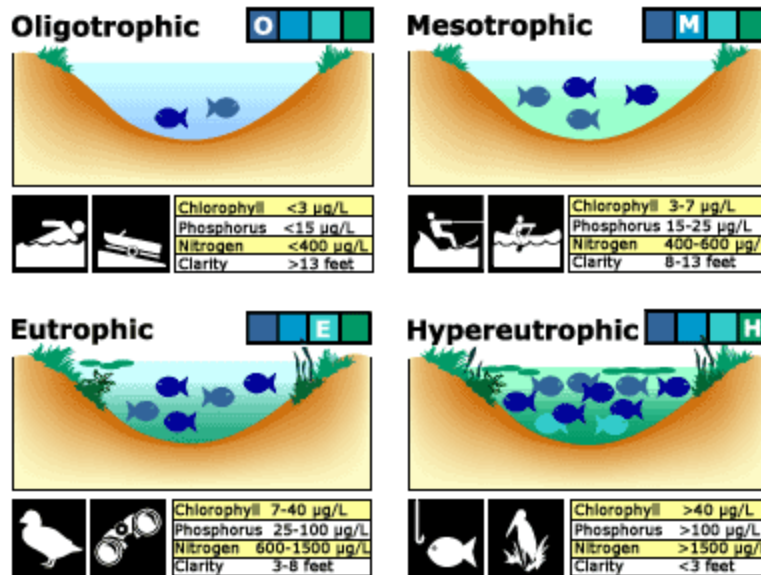 Oligotrophic O
Chlorophyll <3 µg/L
Phosphorus <15 µg/L
Nitrogen <400 µg/L
Clarity >13 feet
Mesotrophic M
Chlorophyll 3-7 µg/L
Phosphorus 15-25 µg/L
Nitrogen 400-600 µg/
Clarity 8-13 feet
Eutrophic E
Chlorophyll 7-40 µg/L
Phosphorus 25-100 µg/L
Nitrogen 600-1500 µg/L
Clarity 3-8 feet
Hypereutrophic H
Chlorophyll >40 µg/L
Phosphorus >100 µg/L
Nitrogen >1500 µg/L
Clarity <3 feet